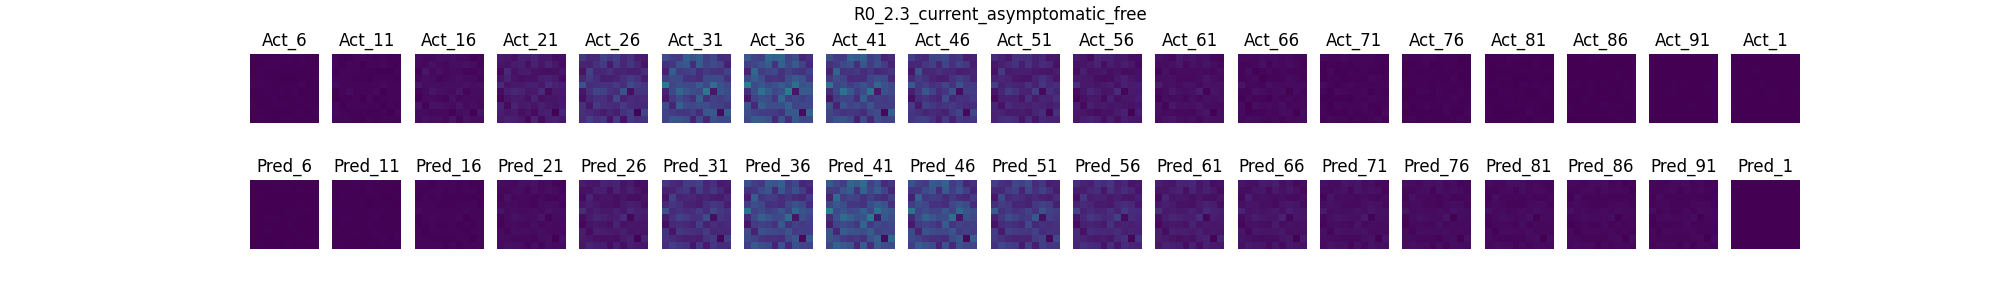 R0_2.3_current_asymptomatic_free
Act_6 Act_11 Act_16 Act_21 Act_26 Act_31 Act_36 Act_41 Act_46 Act_51 Act_56 Act_61 Act_66 Act_71 Act_76 Act_81 Act_86 Act_91 Act_1
Pred_6 Pred_11 Pred_16 Pred_21 Pred_26 Pred_31 Pred_36 Pred_41 Pred_46 Pred_51 Pred_56 Pred_61 Pred_66 Pred_71 Pred_76 Pred_81 Pred_86 Pred_91 Pred_1